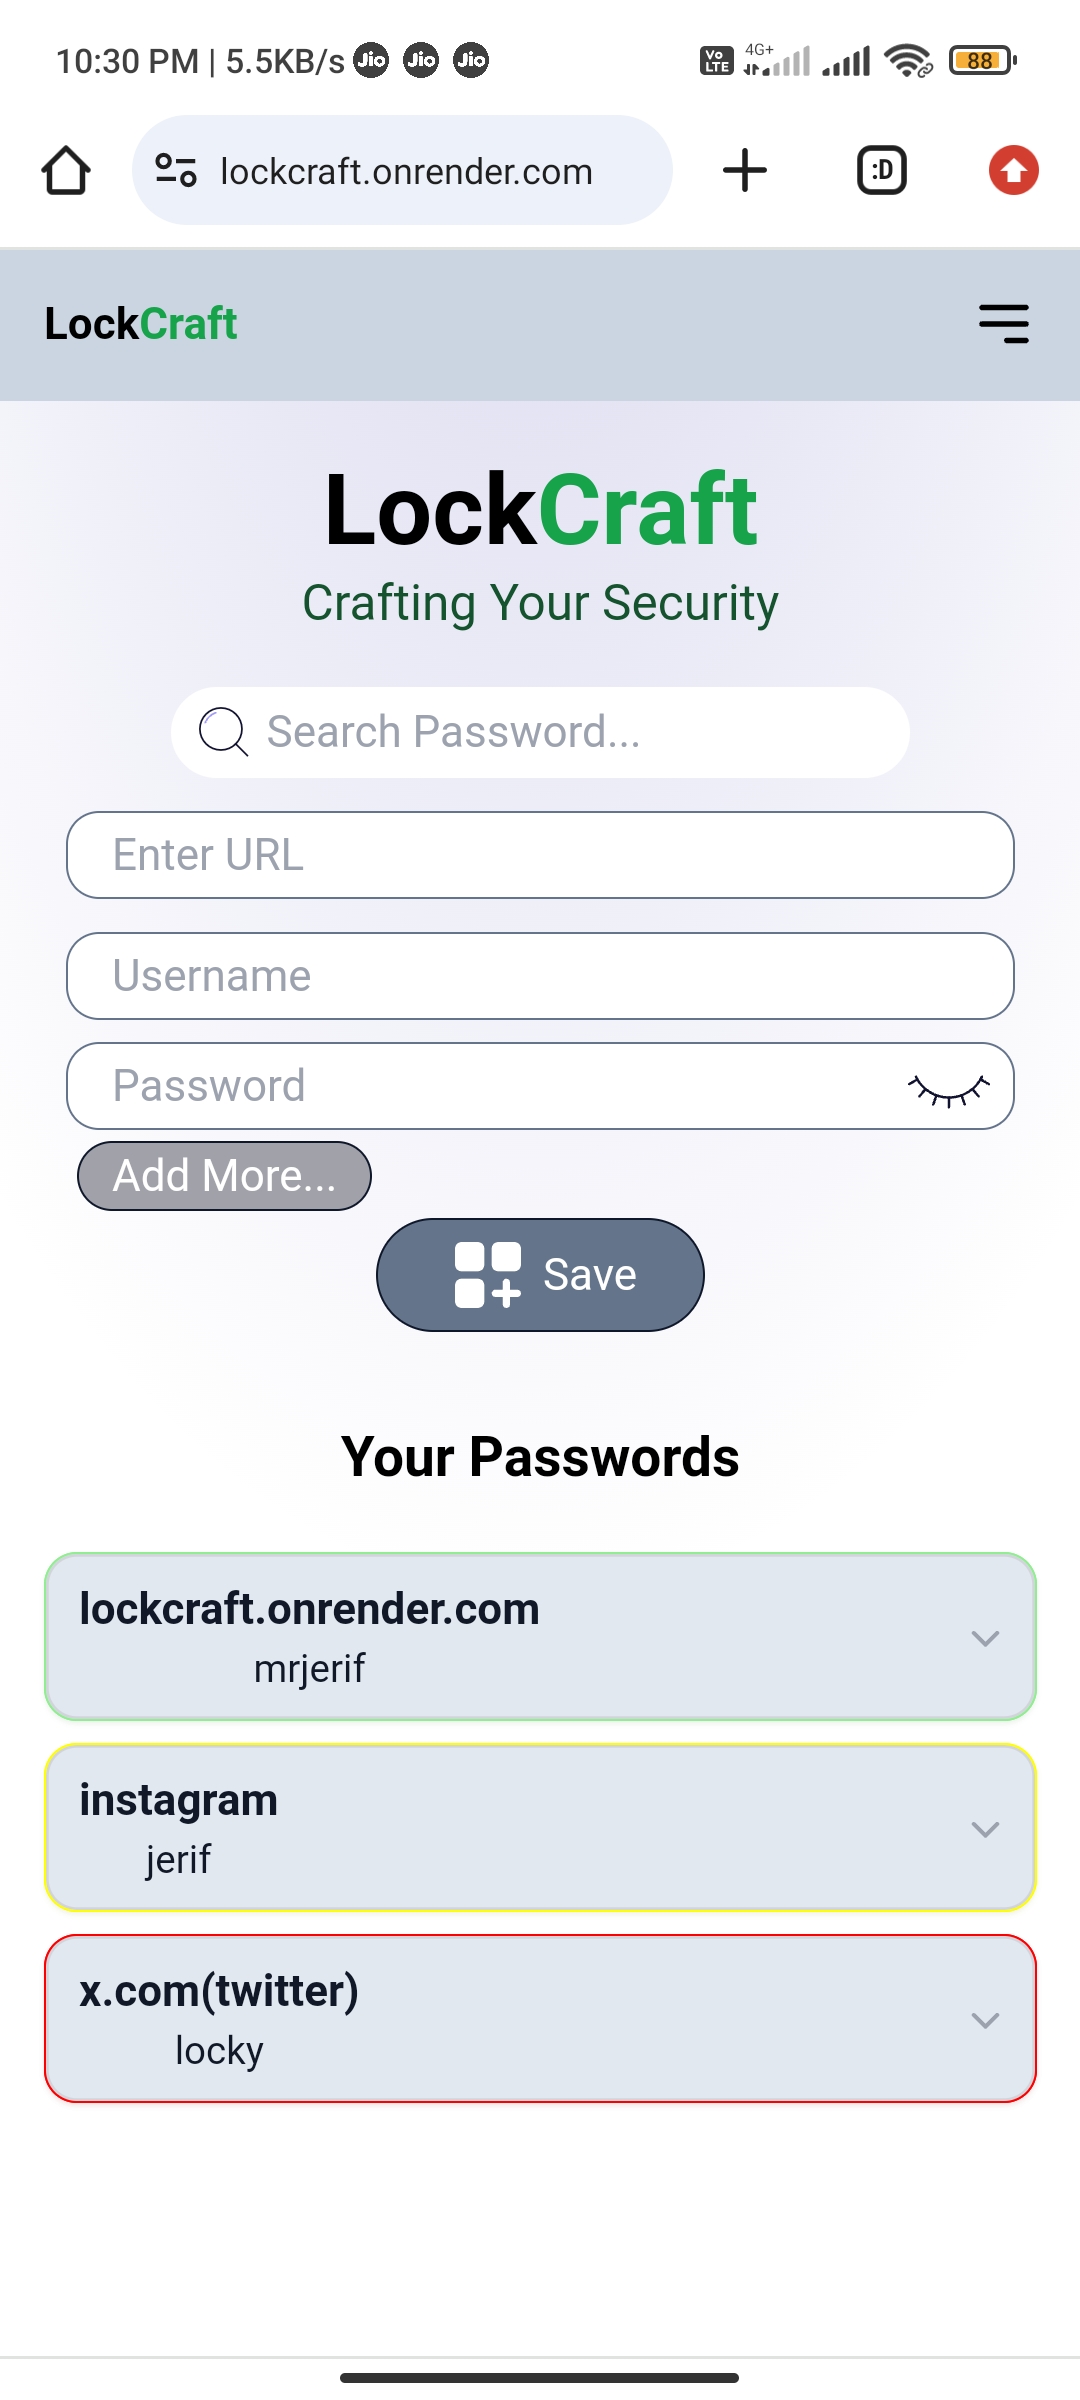 10:30 PM | 5.5KB/s Jio Jio Jio Vo LTE 4G+ 88
lockcraft.onrender.com :D
LockCraft
LockCraft
Crafting Your Security
Search Password...
Enter URL
Username
Password
Add More...
Save
Your Passwords
lockcraft.onrender.com
mrjerif
instagram
jerif
x.com(twitter)
locky